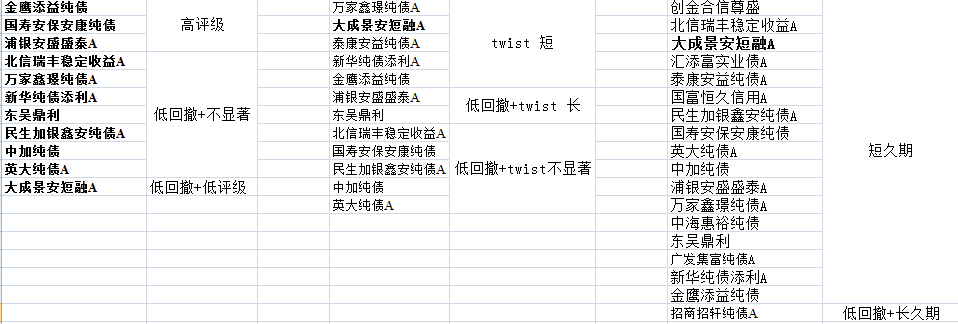 金鹰添益纯债 万家鑫璟纯债A 创金合信尊盛
国寿安保安康纯债 高评级 大成景安短融A 北信瑞丰稳定收益A
浦银安盛盛泰A 泰康安益纯债A twist 短 大成景安短融A
北信瑞丰稳定收益A 新华纯债添利A 汇添富实业债A
万家鑫璟纯债A 金鹰添益纯债 泰康安益纯债A
新华纯债添利A 浦银安盛盛泰A 低回撤+twist 长 国富恒久信用A
东吴鼎利 低回撤+不显著 东吴鼎利 民生加银鑫安纯债A
民生加银鑫安纯债A 北信瑞丰稳定收益A 国寿安保安康纯债
中加纯债 国寿安保安康纯债 英大纯债A 短久期
英大纯债A 民生加银鑫安纯债A 低回撤+twist不显著 中加纯债
大成景安短融A 低回撤+低评级 中加纯债 浦银安盛盛泰A
英大纯债A 万家鑫璟纯债A
中海惠裕纯债
东吴鼎利
广发集富纯债A
新华纯债添利A
金鹰添益纯债
招商招轩纯债A 低回撤+长久期